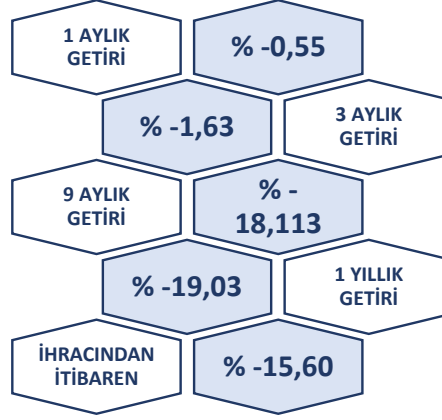 1 AYLIK
GETİRİ
% -0,55
% -1,63
3 AYLIK
GETİRİ
9 AYLIK
GETİRİ
% -
18,113
% -19,03
1 YILLIK
GETİRİ
İHRACINDAN
İTİBAREN
% -15,60